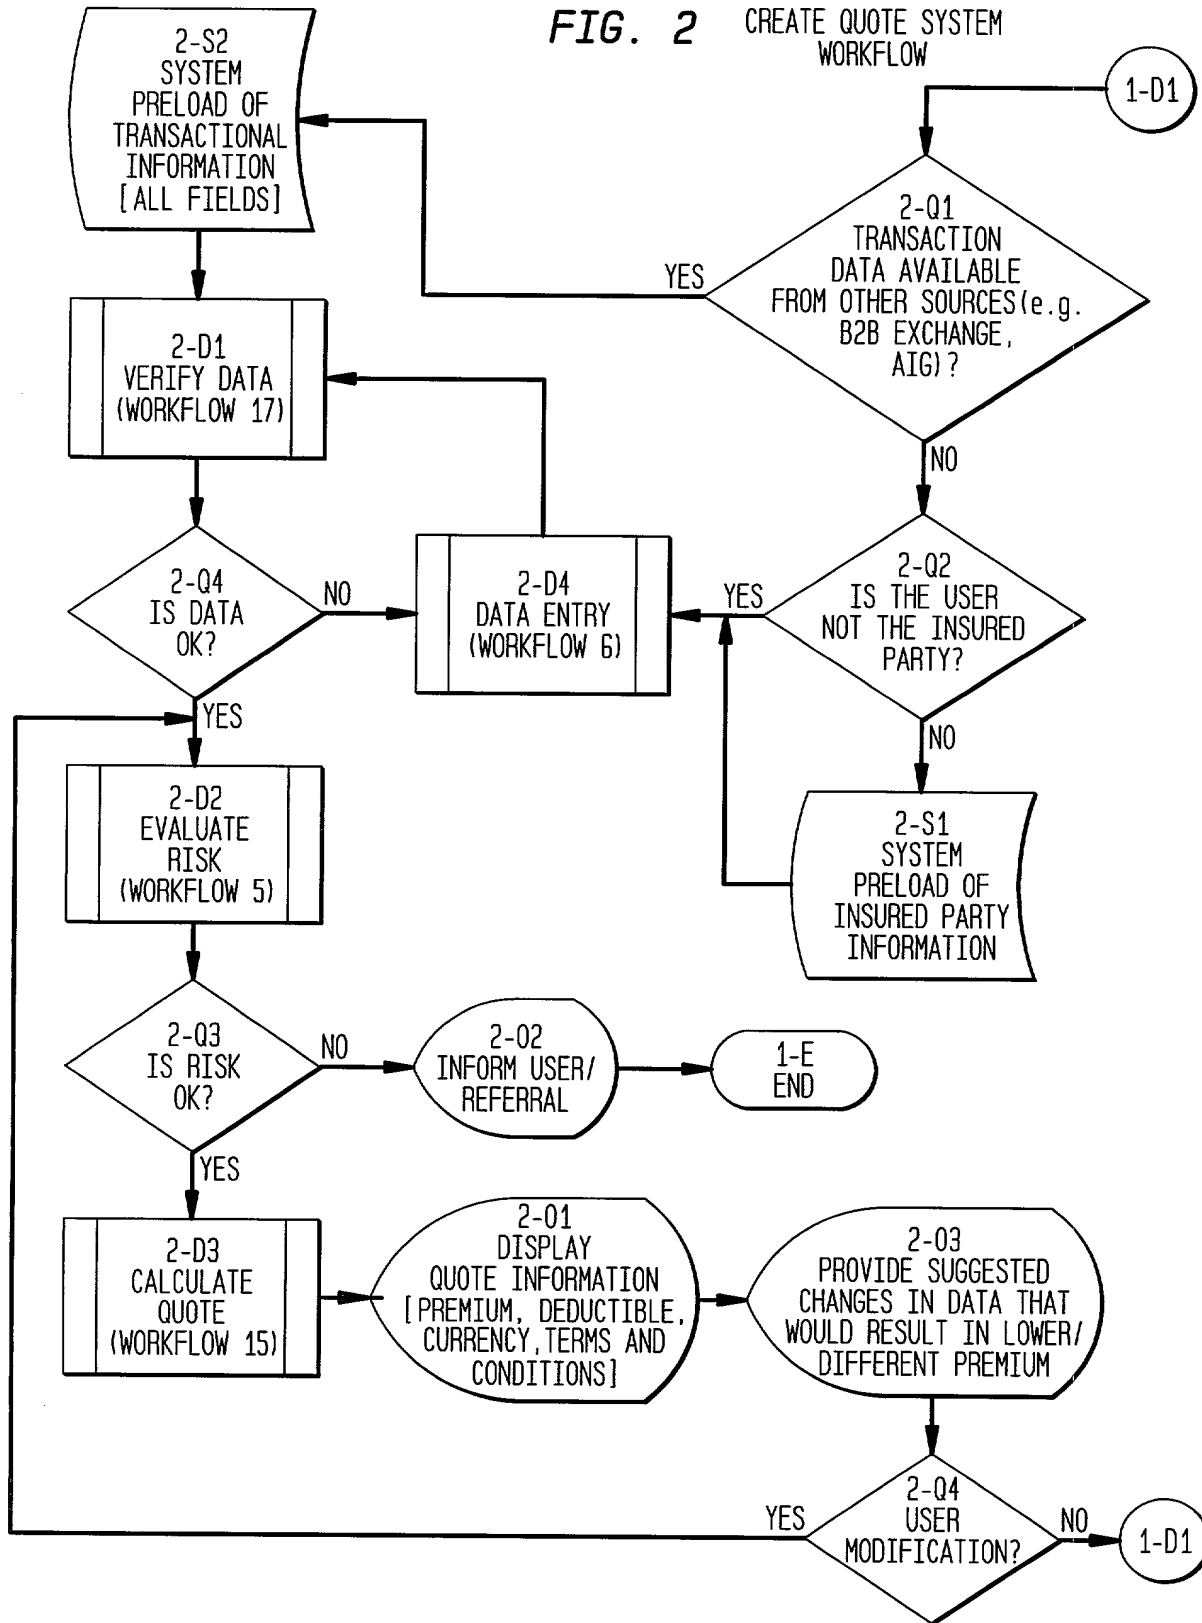 FIG. 2
CREATE QUOTE SYSTEM
WORKFLOW
1-D1
2-S2
SYSTEM
PRELOAD OF
TRANSACTIONAL
INFORMATION
[ALL FIELDS]
2-Q1
TRANSACTION
DATA AVAILABLE
FROM OTHER SOURCES(e.g.
B2B EXCHANGE,
AIG)?
YES
NO
2-D1
VERIFY DATA
(WORKFLOW 17)
2-Q4
IS DATA
OK?
NO
YES
2-D4
DATA ENTRY
(WORKFLOW 6)
YES
2-Q2
IS THE USER
NOT THE INSURED
PARTY?
NO
2-S1
SYSTEM
PRELOAD OF
INSURED PARTY
INFORMATION
2-D2
EVALUATE
RISK
(WORKFLOW 5)
2-Q3
IS RISK
OK?
NO
YES
2-O2
INFORM USER/
REFERRAL
1-E
END
2-D3
CALCULATE
QUOTE
(WORKFLOW 15)
2-O1
DISPLAY
QUOTE INFORMATION
[PREMIUM, DEDUCTIBLE,
CURRENCY,TERMS AND
CONDITIONS]
2-O3
PROVIDE SUGGESTED
CHANGES IN DATA THAT
WOULD RESULT IN LOWER/
DIFFERENT PREMIUM
YES
2-Q4
USER
MODIFICATION?
NO
1-D1